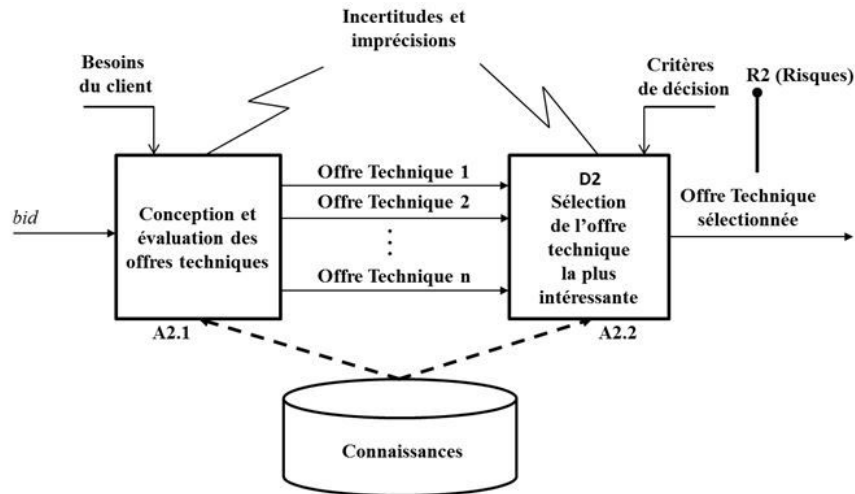 Incertitudes et
imprécisions
Besoins
du client
Critères
de décision
R2 (Risques)
bid
Conception et
évaluation des
offres techniques
A2.1
Offre Technique 1
Offre Technique 2
Offre Technique n
D2
Sélection
de l'offre
technique
la plus
intéressante
A2.2
Offre Technique
sélectionnée
Connaissances